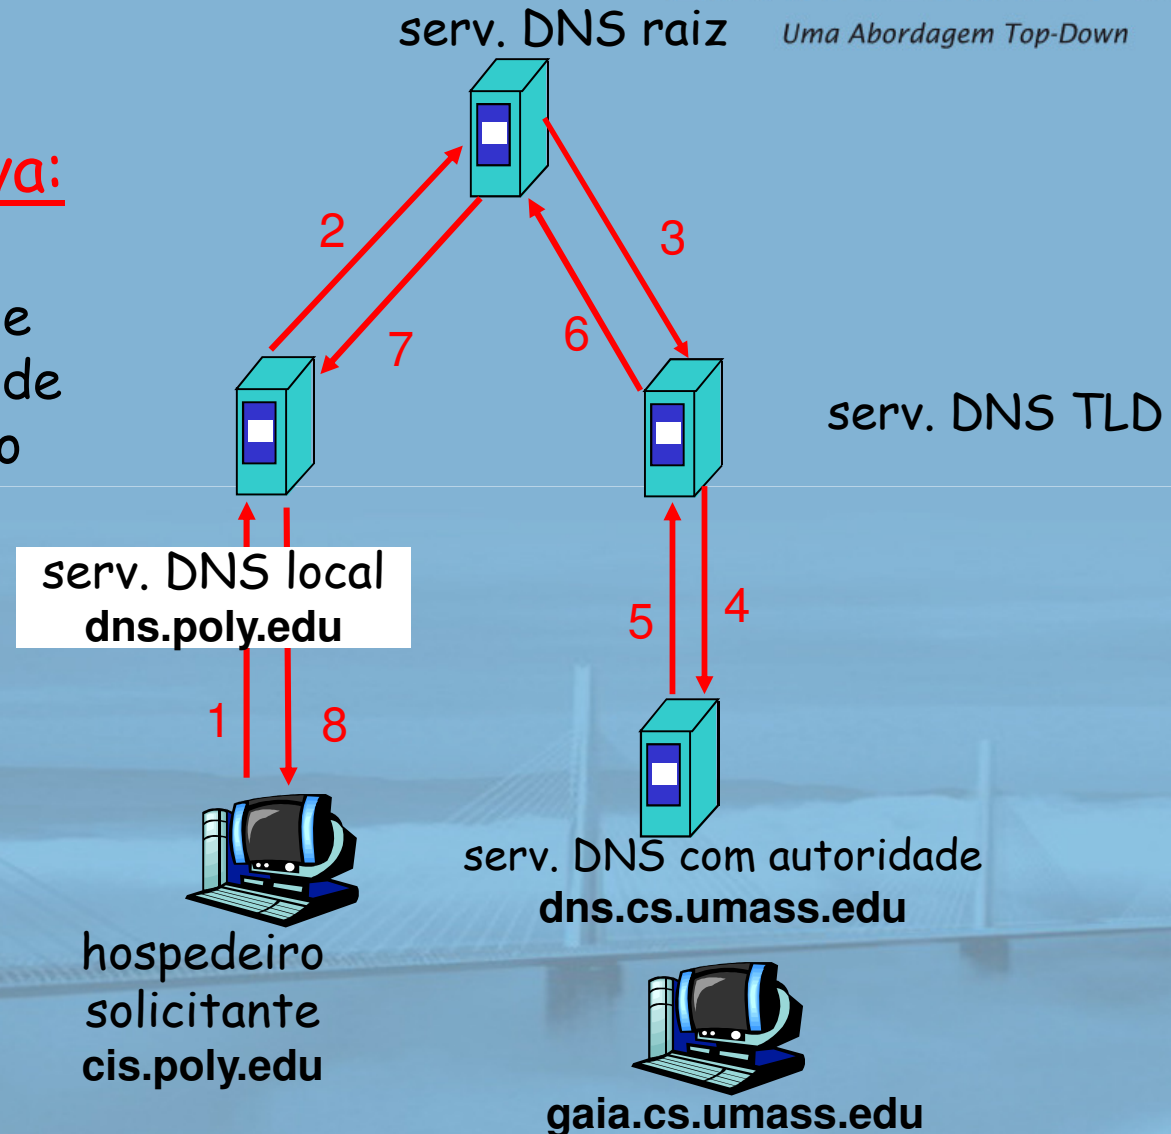 serv. DNS raiz
Uma Abordagem Top-Down
va:
e
de
o
2
7
3
6
serv. DNS TLD
serv. DNS local
dns.poly.edu
1
8
5
4
serv. DNS com autoridade
dns.cs.umass.edu
hospedeiro
solicitante
cis.poly.edu
gaia.cs.umass.edu